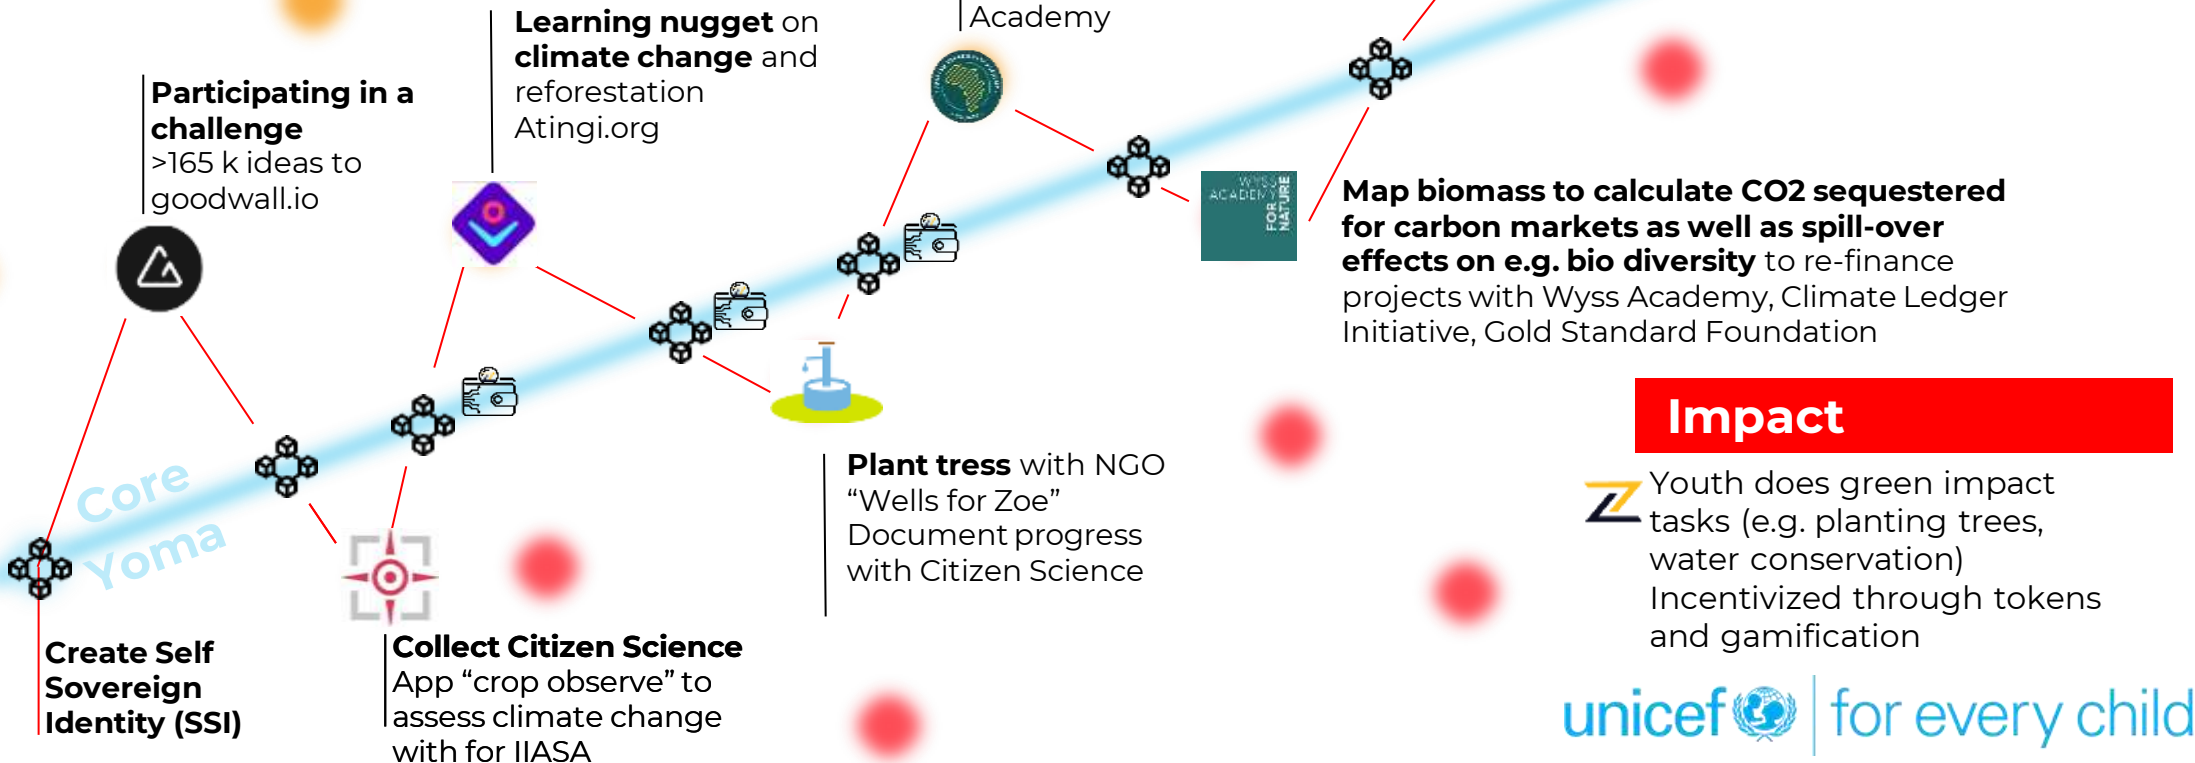 Academy
Learning nugget on
climate change and
reforestation
Atingi.org
Participating in a
challenge
>165 k ideas to
goodwall.io
WYSS
ACADEMY
FOR
NATURE
Map biomass to calculate CO2 sequestered
for carbon markets as well as spill-over
effects on e.g. bio diversity to re-finance
projects with Wyss Academy, Climate Ledger
Initiative, Gold Standard Foundation
Impact
Youth does green impact
tasks (e.g. planting trees,
water conservation)
Incentivized through tokens
and gamification
Plant tress with NGO
“Wells for Zoe”
Document progress
with Citizen Science
Core
Yoma
Create Self
Sovereign
Identity (SSI)
Collect Citizen Science
App “crop observe” to
assess climate change
with for IIASA
unicef
for every child